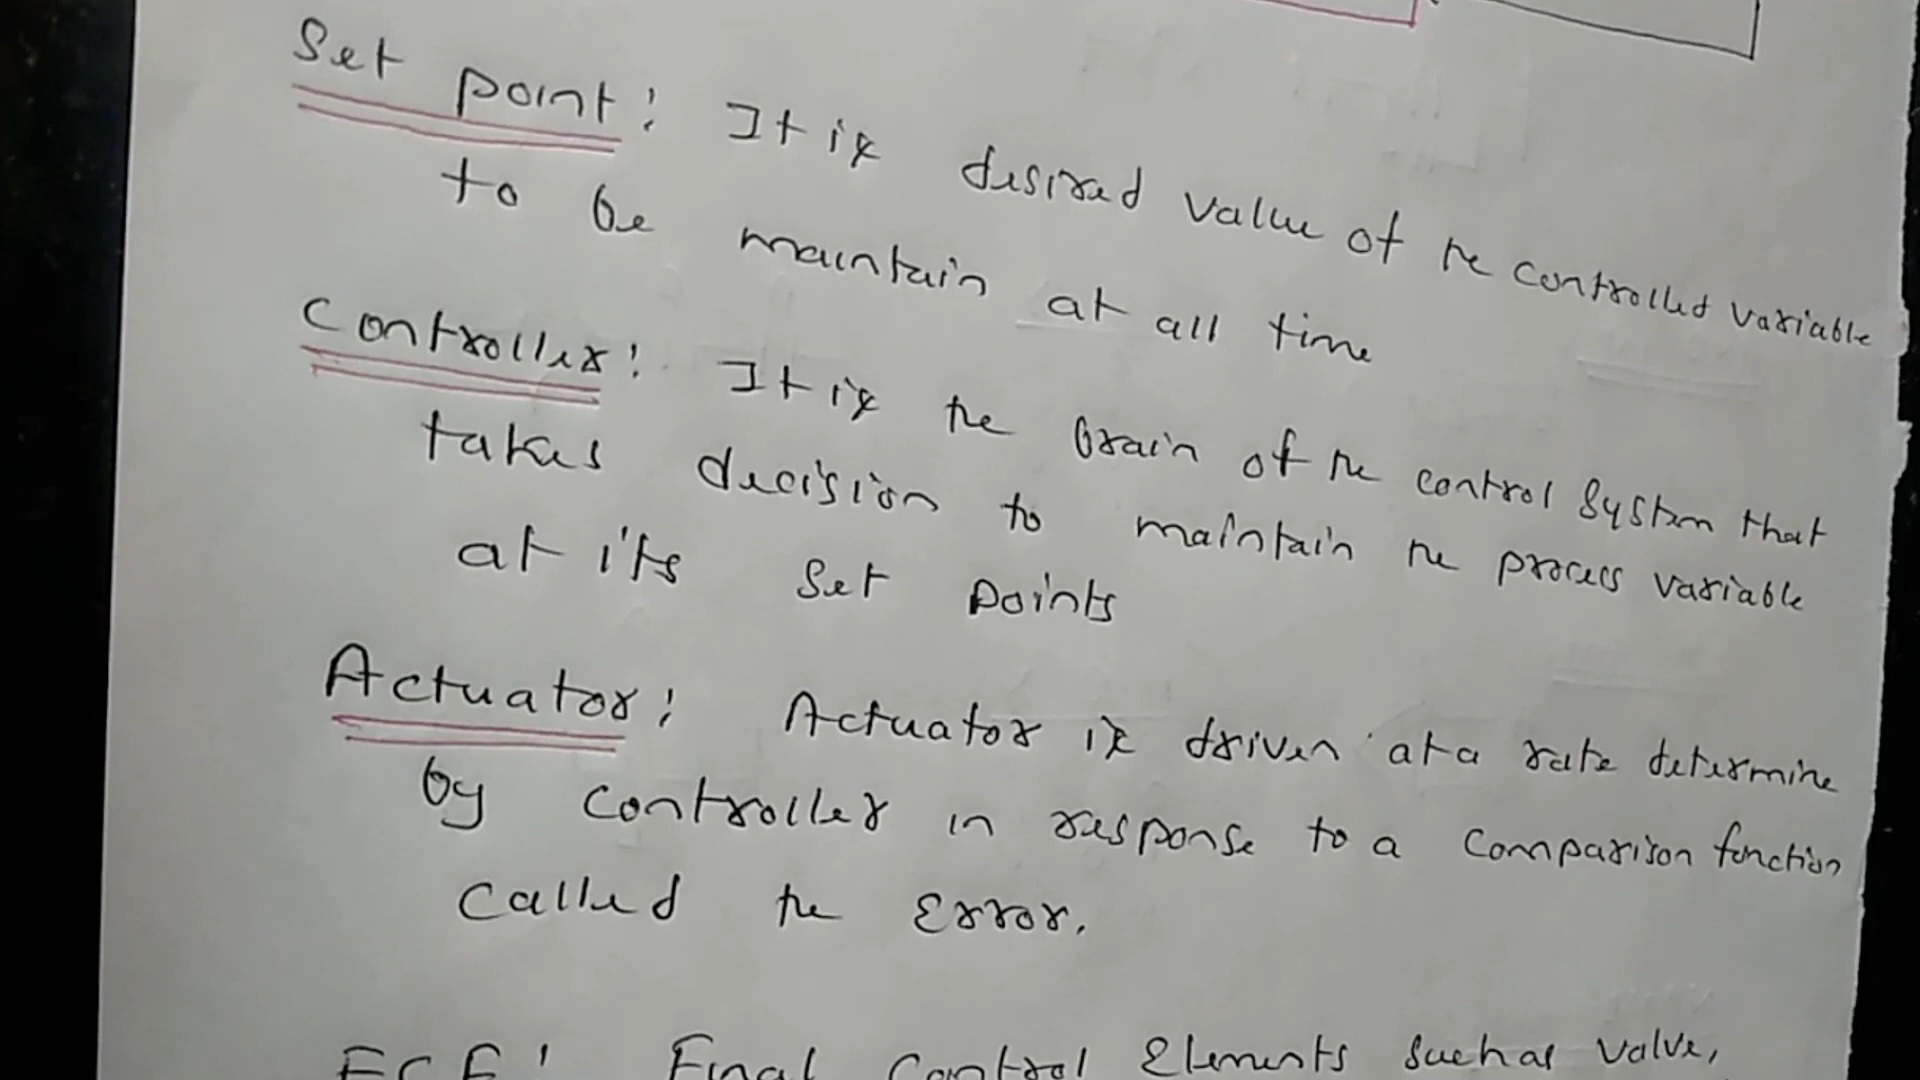 Set point: It is desired value of the controlled variable
to be maintain at all time
Controller: It is the brain of the control system that
takes decision to maintain the process variable
at its set points
Actuator: Actuator is driven at a rate determine
by controller in response to a comparison function
called the Error.
FCE: Final Control Elements such as valve,